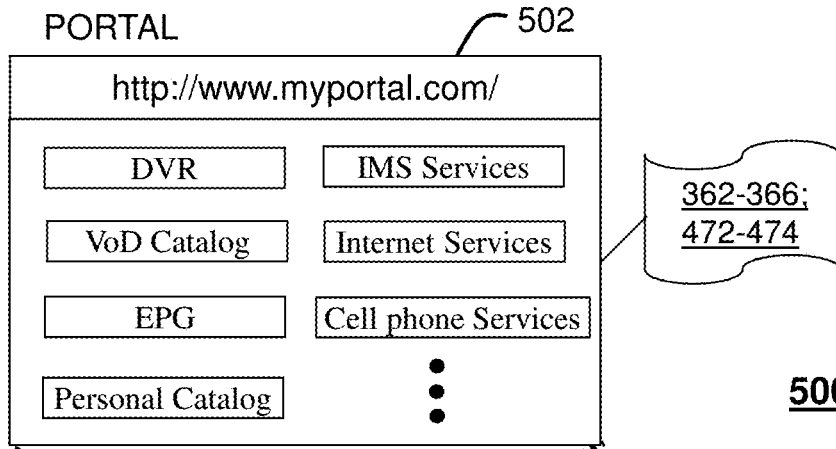 PORTAL
502
http://www.myportal.com/
DVR
IMS Services
VoD Catalog
Internet Services
EPG
Cell phone Services
Personal Catalog
362-366;
472-474